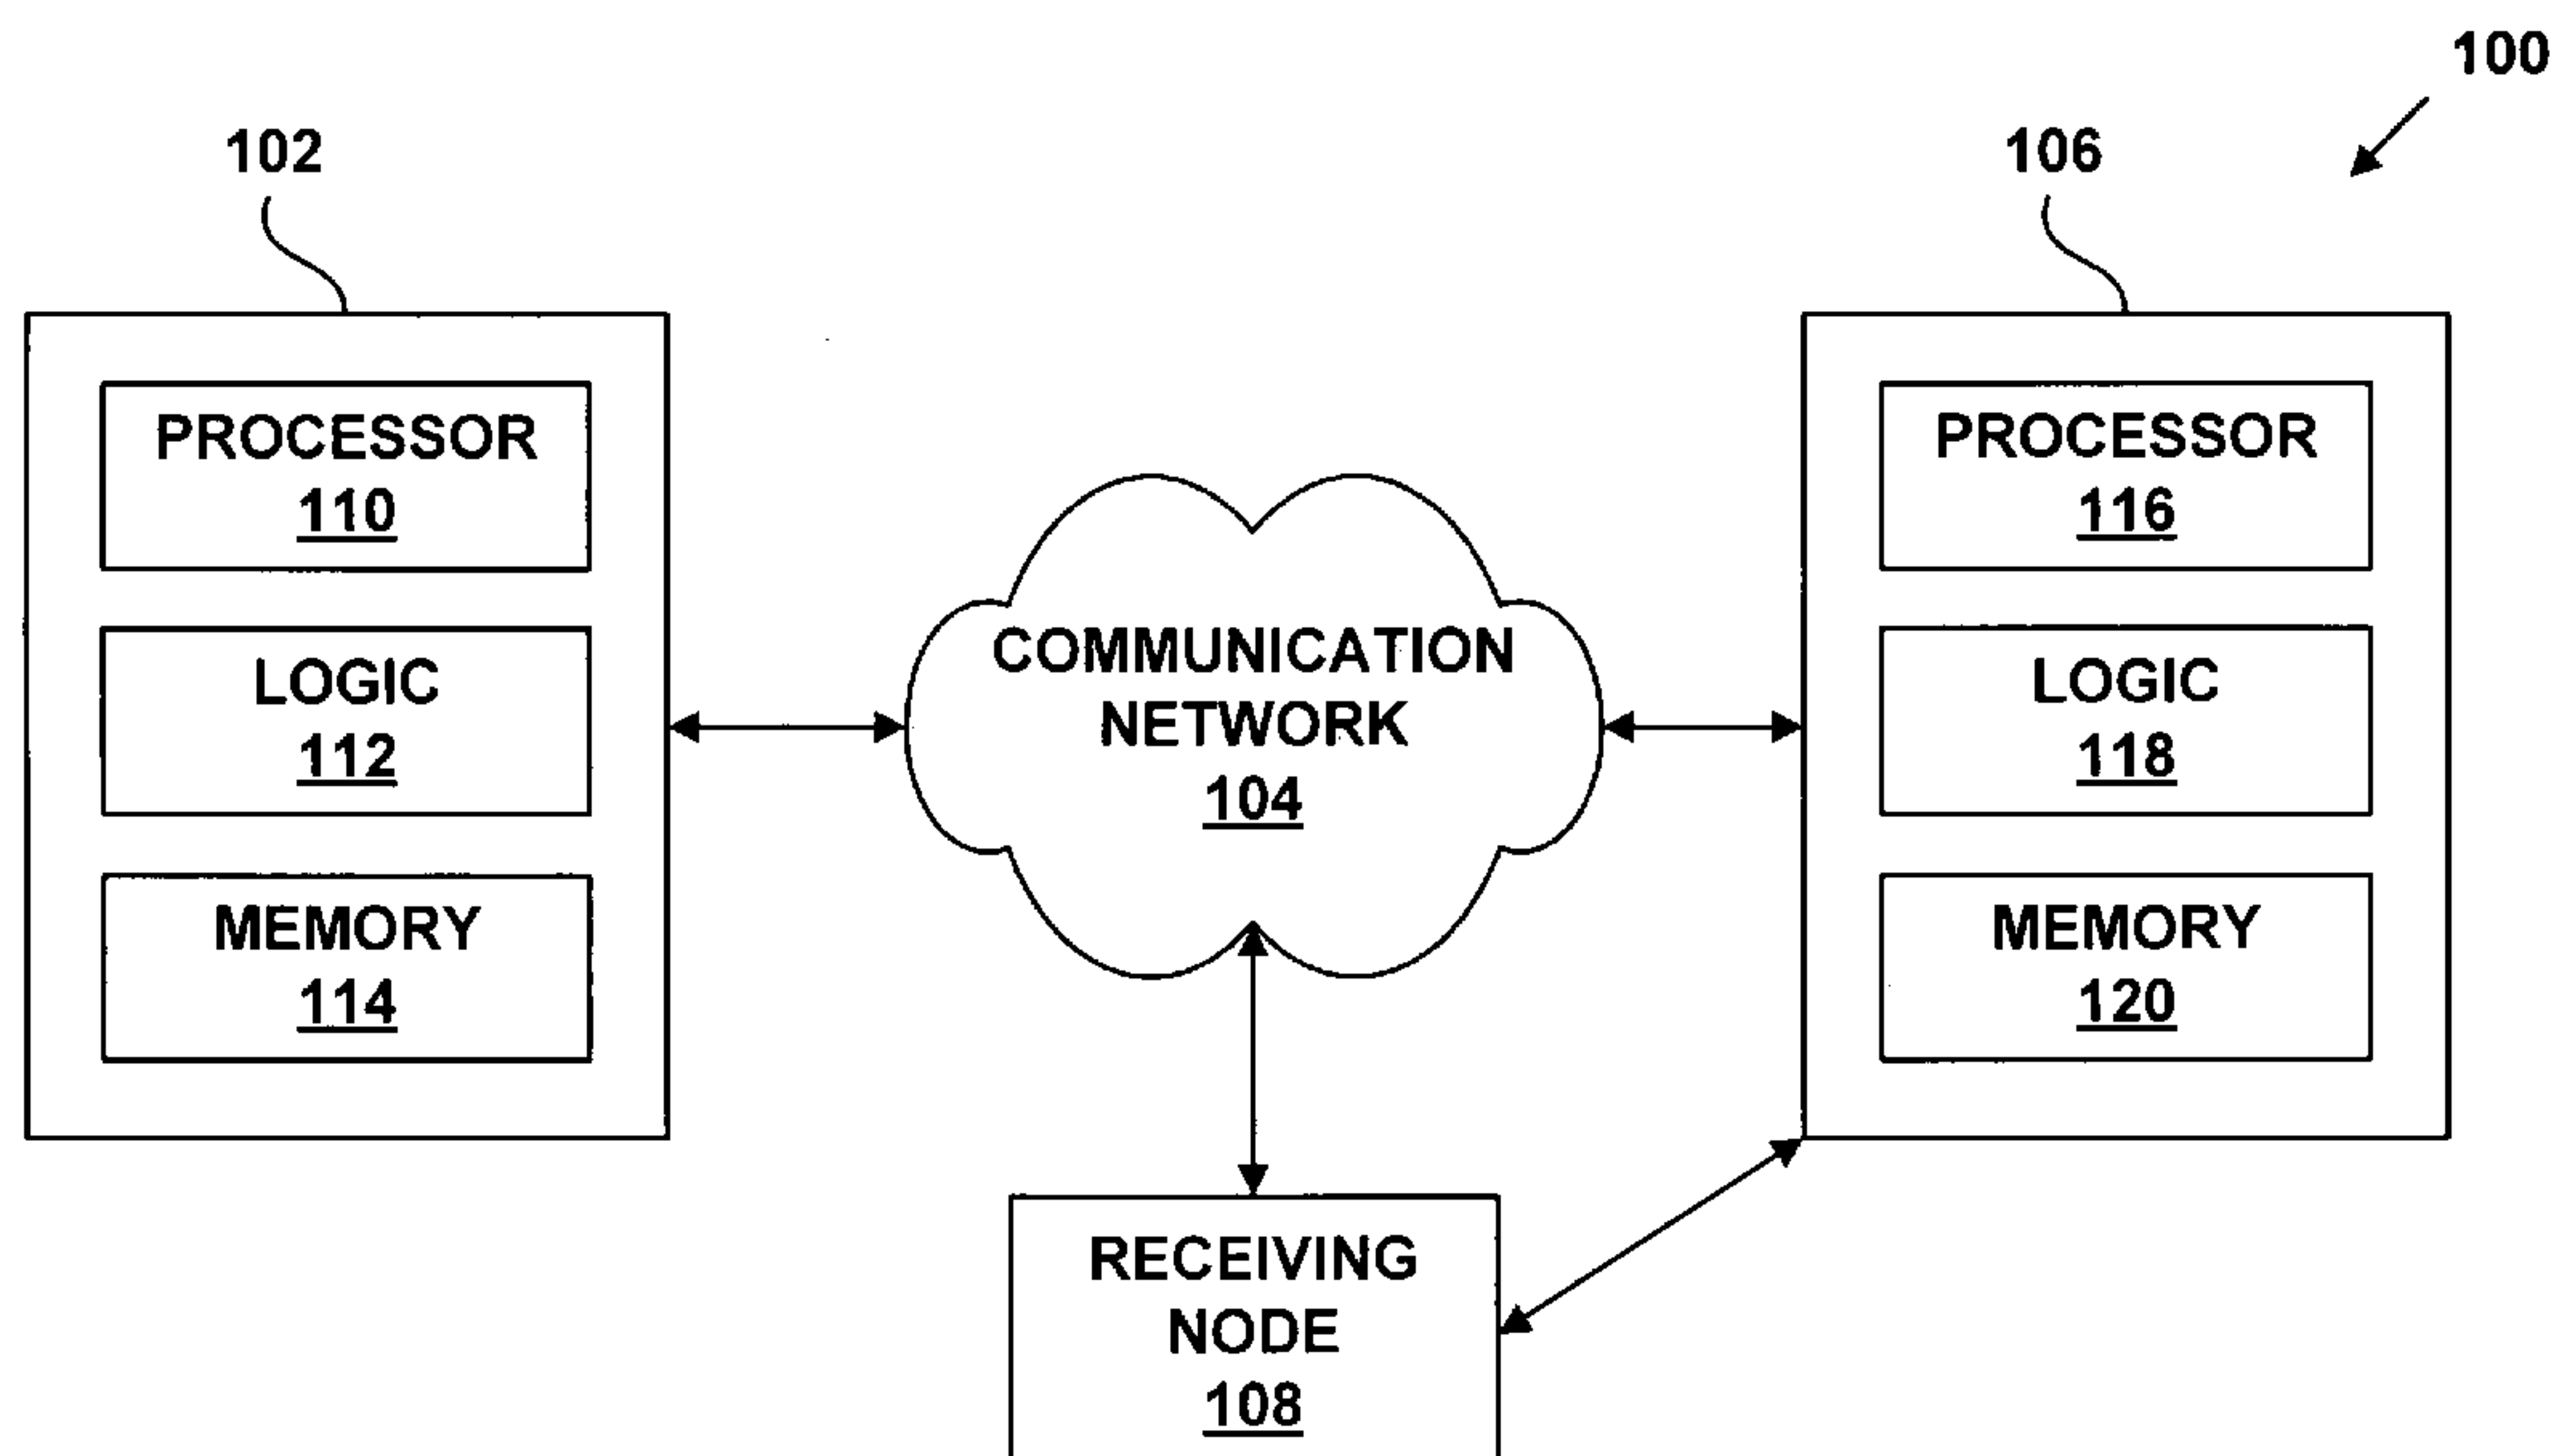 100
102
106
PROCESSOR
110
LOGIC
112
MEMORY
114
COMMUNICATION
NETWORK
104
PROCESSOR
116
LOGIC
118
MEMORY
120
RECEIVING
NODE
108